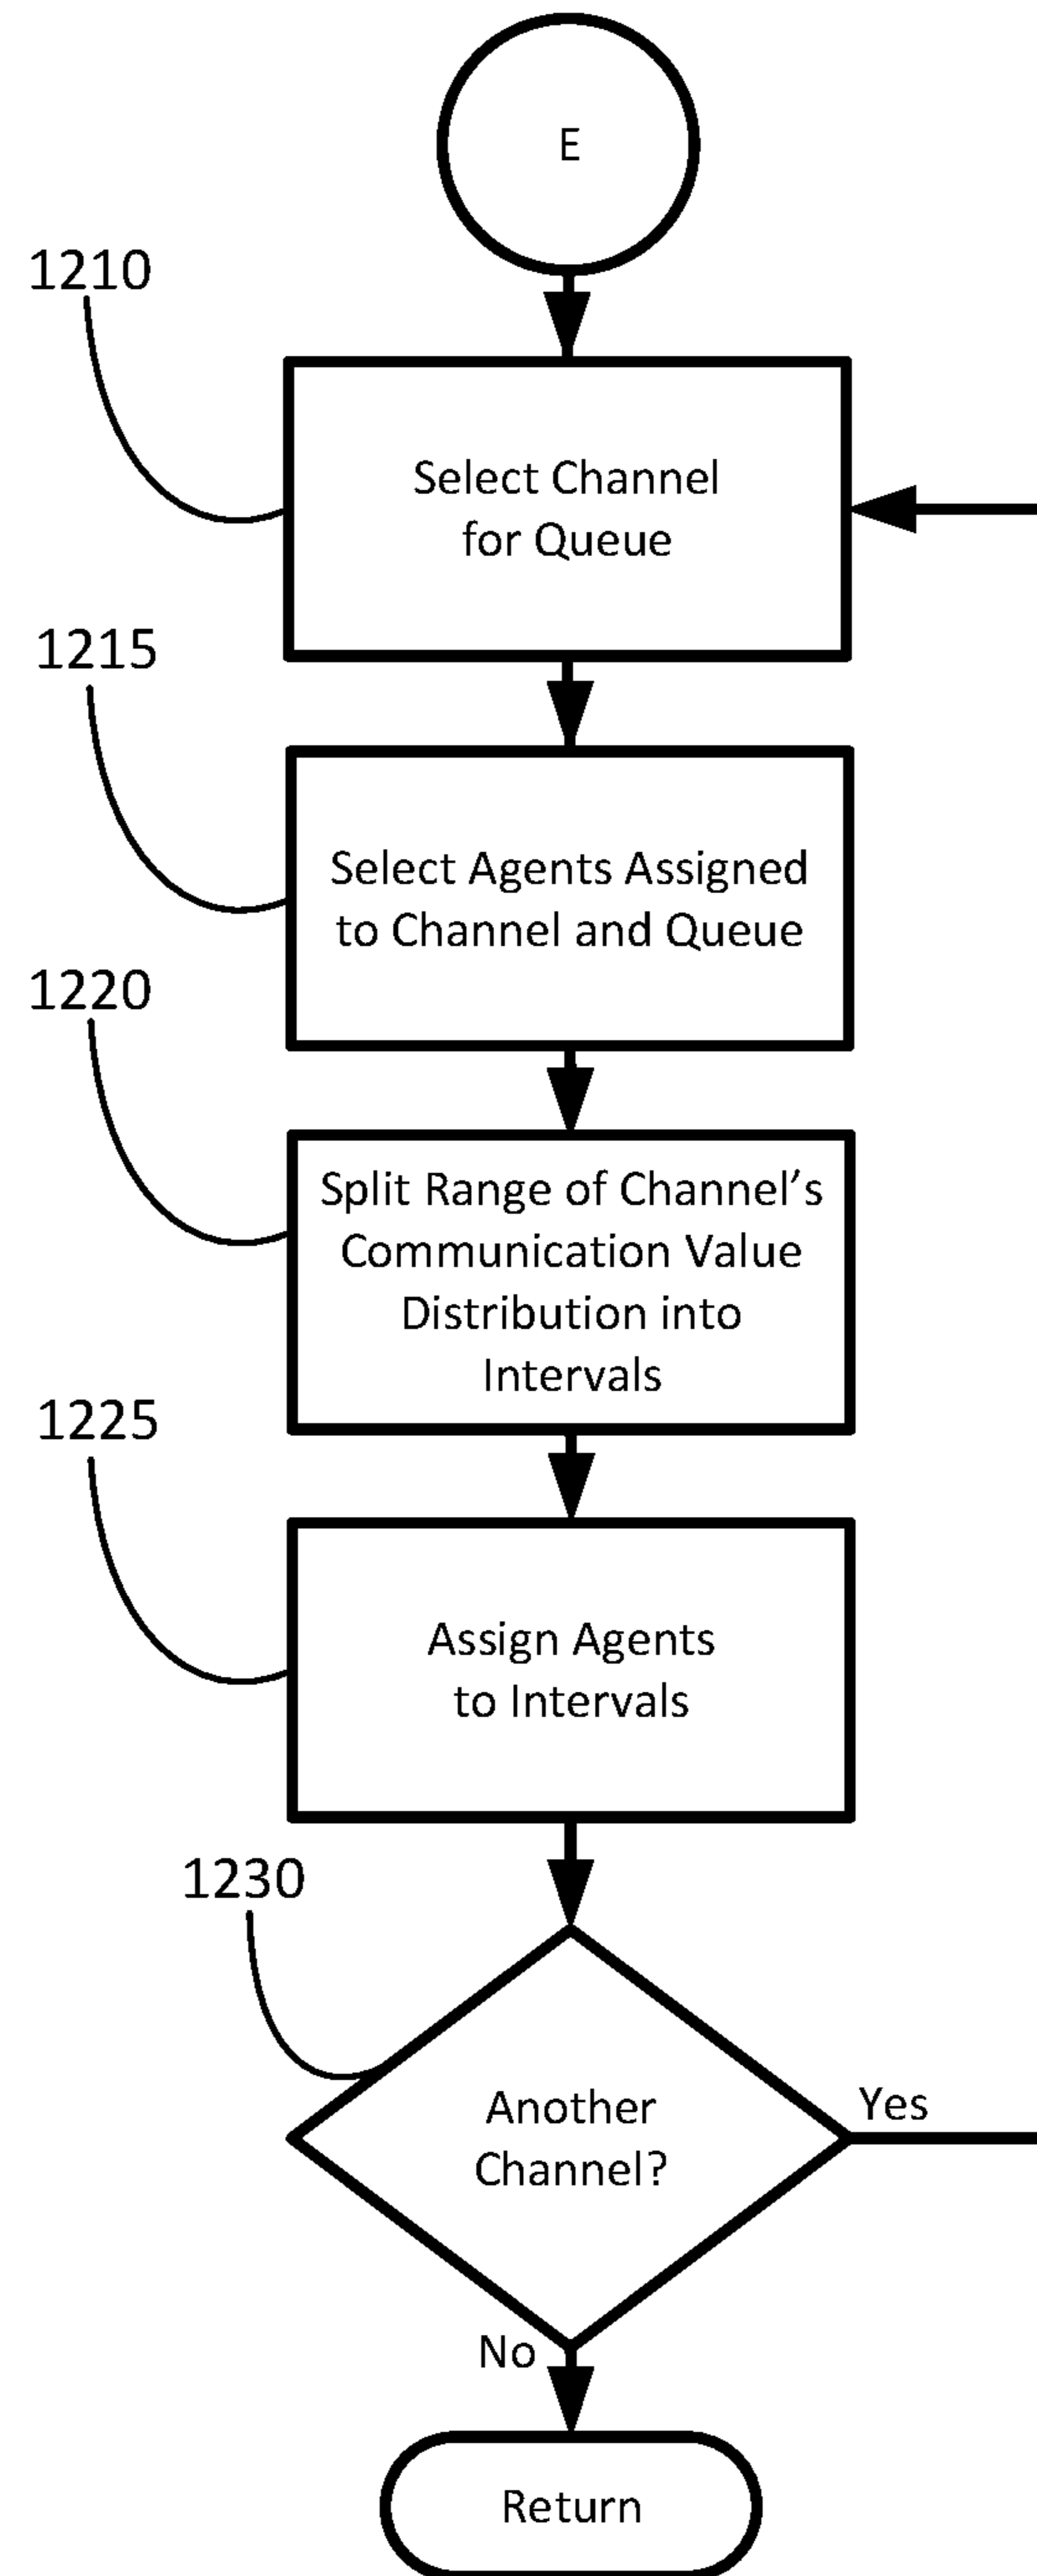 E
1210
Select Channel
for Queue
1215
Select Agents Assigned
to Channel and Queue
1220
Split Range of Channel’s
Communication Value
Distribution into
Intervals
1225
Assign Agents
to Intervals
1230
Another
Channel?
Yes
No
Return